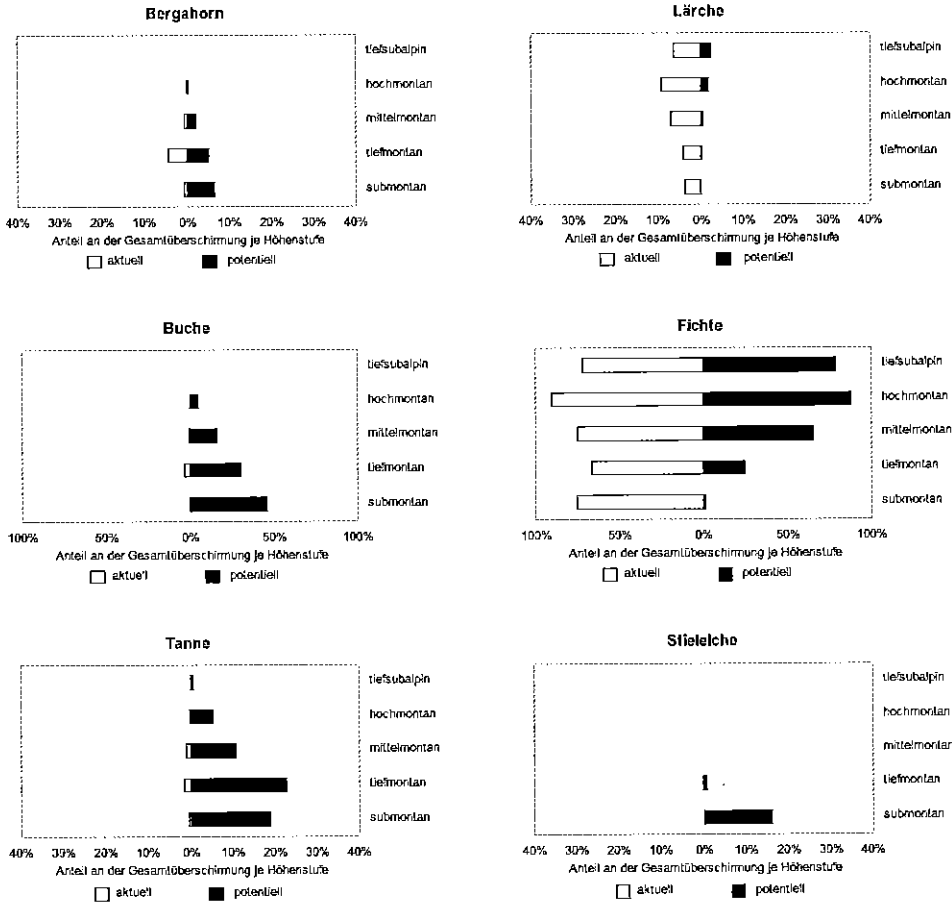 Bergahorn
tiefsubalpin
hochmontan
mittelmontan
tiefmontan
submontan
40% 30% 20% 10% 0% 10% 20% 30% 40%
Anteil an der Gesamtüberschirmung je Höhenstufe
aktuell potentiell
Lärche
tiefsubalpin
hochmontan
mittelmontan
tiefmontan
submontan
40% 30% 20% 10% 0% 10% 20% 30% 40%
Anteil an der Gesamtüberschirmung je Höhenstufe
aktuell potentiell
Buche
tiefsubalpin
hochmontan
mittelmontan
tiefmontan
submontan
100% 50% 0% 50% 100%
Anteil an der Gesamtüberschirmung je Höhenstufe
aktuell potentiell
Fichte
tiefsubalpin
hochmontan
mittelmontan
tiefmontan
submontan
100% 50% 0% 50% 100%
Anteil an der Gesamtüberschirmung je Höhenstufe
aktuell potentiell
Tanne
tiefsubalpin
hochmontan
mittelmontan
tiefmontan
submontan
40% 30% 20% 10% 0% 10% 20% 30% 40%
Anteil an der Gesamtüberschirmung je Höhenstufe
aktuell potentiell
Stieleiche
tiefsubalpin
hochmontan
mittelmontan
tiefmontan
submontan
40% 30% 20% 10% 0% 10% 20% 30% 40%
Anteil an der Gesamtüberschirmung je Höhenstufe
aktuell potentiell